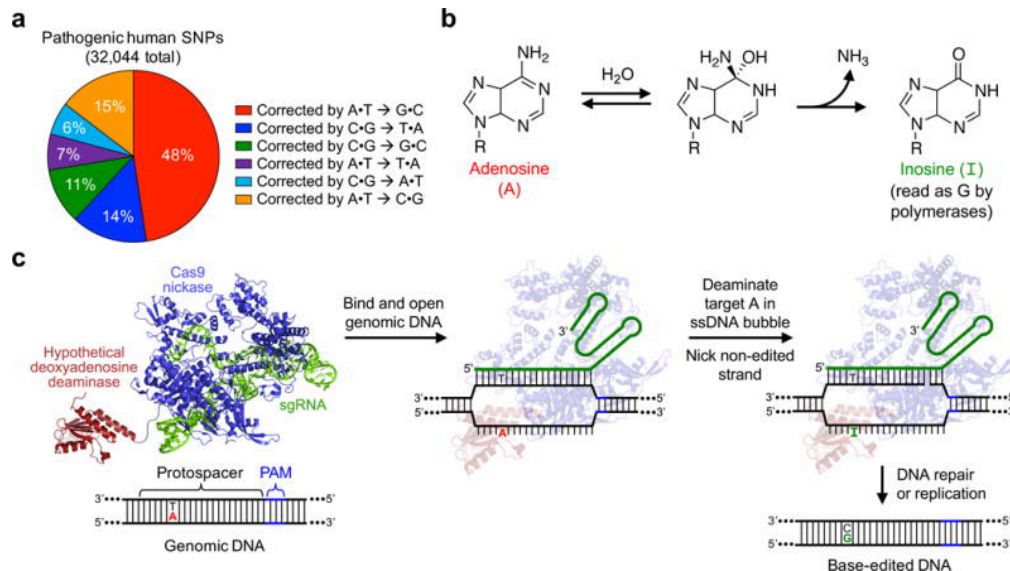 a
Pathogenic human SNPs
(32,044 total)
15%
6%
7%
11%
14%
48%
Corrected by A•T → G•C
Corrected by C•G → T•A
Corrected by C•G → G•C
Corrected by A•T → T•A
Corrected by C•G → A•T
Corrected by A•T → C•G
b
NH₂
N
N
N
N
R
Adenosine
(A)
H₂O
H₂N
OH
N
NH
N
N
R
NH₃
O
N
NH
N
N
R
Inosine (I)
(read as G by
polymerases)
c
Cas9
nickase
Hypothetical
deoxyadenosine
deaminase
sgRNA
Protospacer
PAM
3'
5'
T
A
5'
3'
Genomic DNA
Bind and open
genomic DNA
3'
5'
T
3'
5'
5'
3'
A
Deaminate
target A in
ssDNA bubble
Nick non-edited
strand
3'
5'
T
3'
5'
5'
3'
I
DNA repair
or replication
3'
5'
C
G
5'
3'
Base-edited DNA